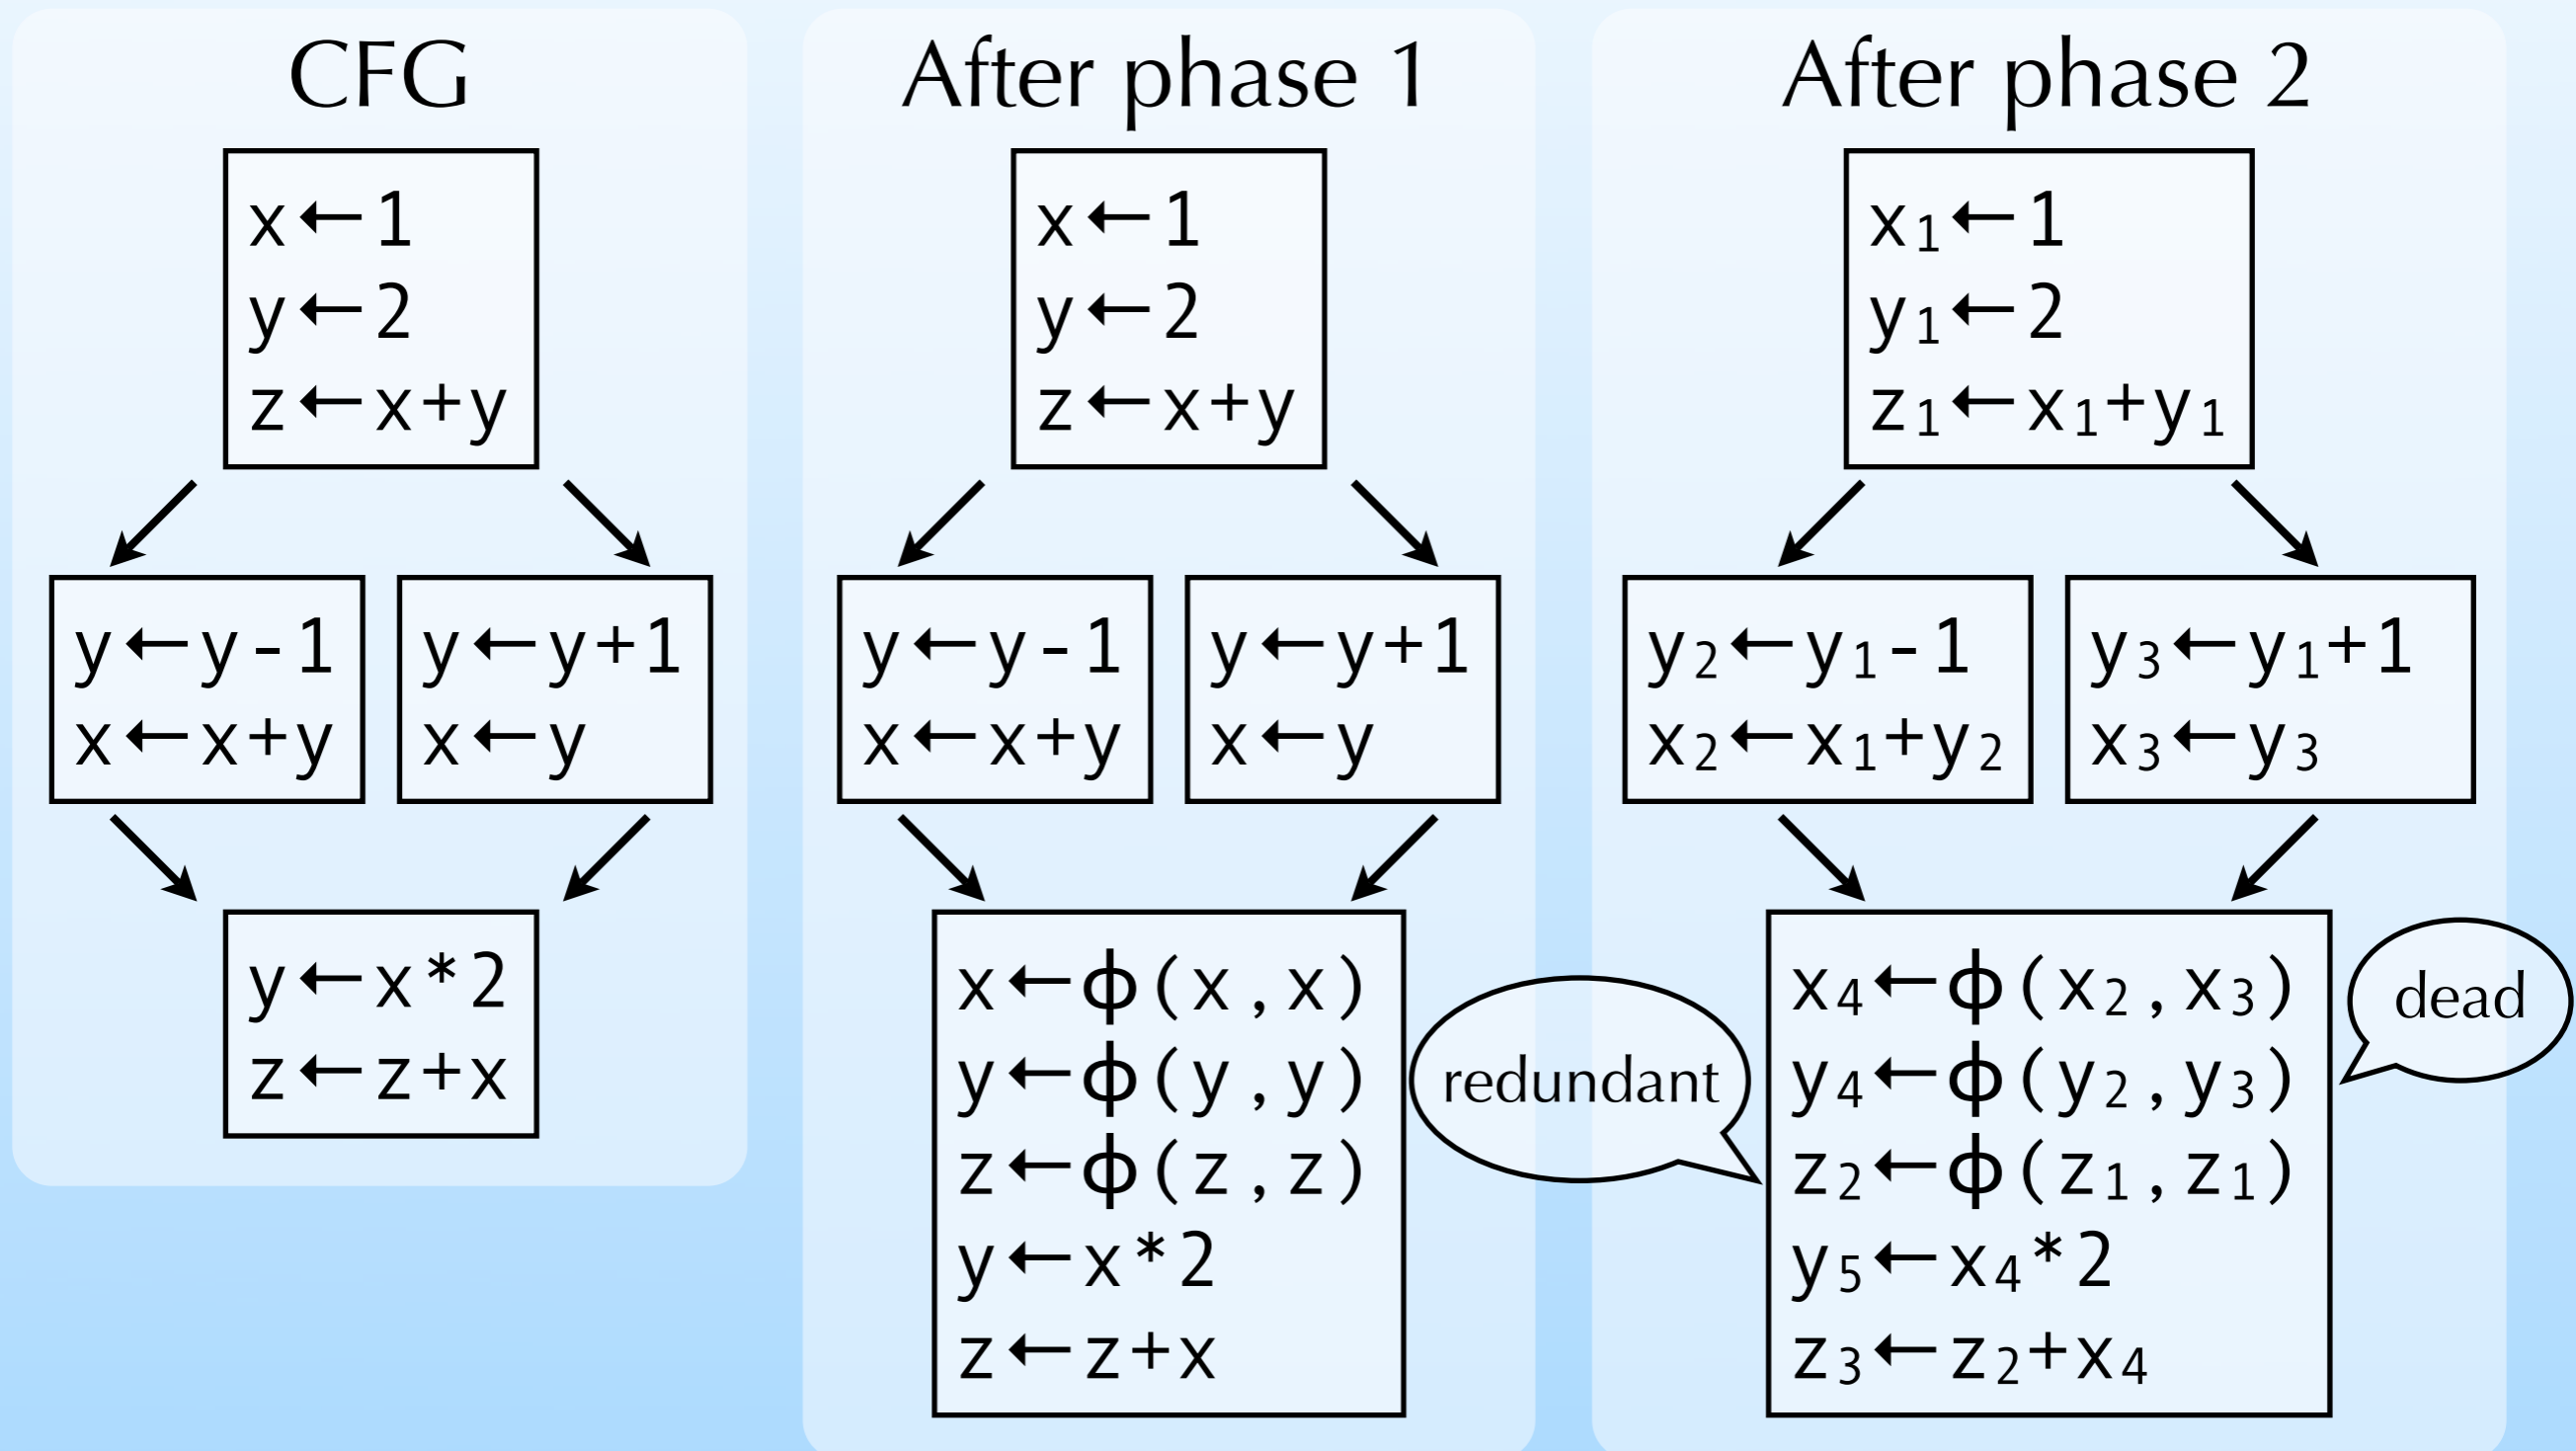 CFG
x←1
y←2
z←x+y
y←y-1
x←x+y
y←y+1
x←y
y←x*2
z←z+x
After phase 1
x←1
y←2
z←x+y
y←y-1
x←x+y
y←y+1
x←y
x←ϕ(x,x)
y←ϕ(y,y)
z←ϕ(z,z)
y←x*2
z←z+x
After phase 2
x₁←1
y₁←2
z₁←x₁+y₁
y₂←y₁-1
x₂←x₁+y₂
y₃←y₁+1
x₃←y₃
x₄←ϕ(x₂,x₃)
y₄←ϕ(y₂,y₃)
z₂←ϕ(z₁,z₁)
y₅←x₄*2
z₃←z₂+x₄
redundant
dead